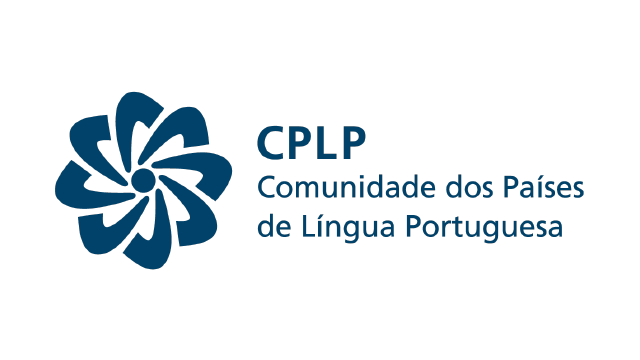 CPLP
Comunidade dos Países
de Língua Portuguesa